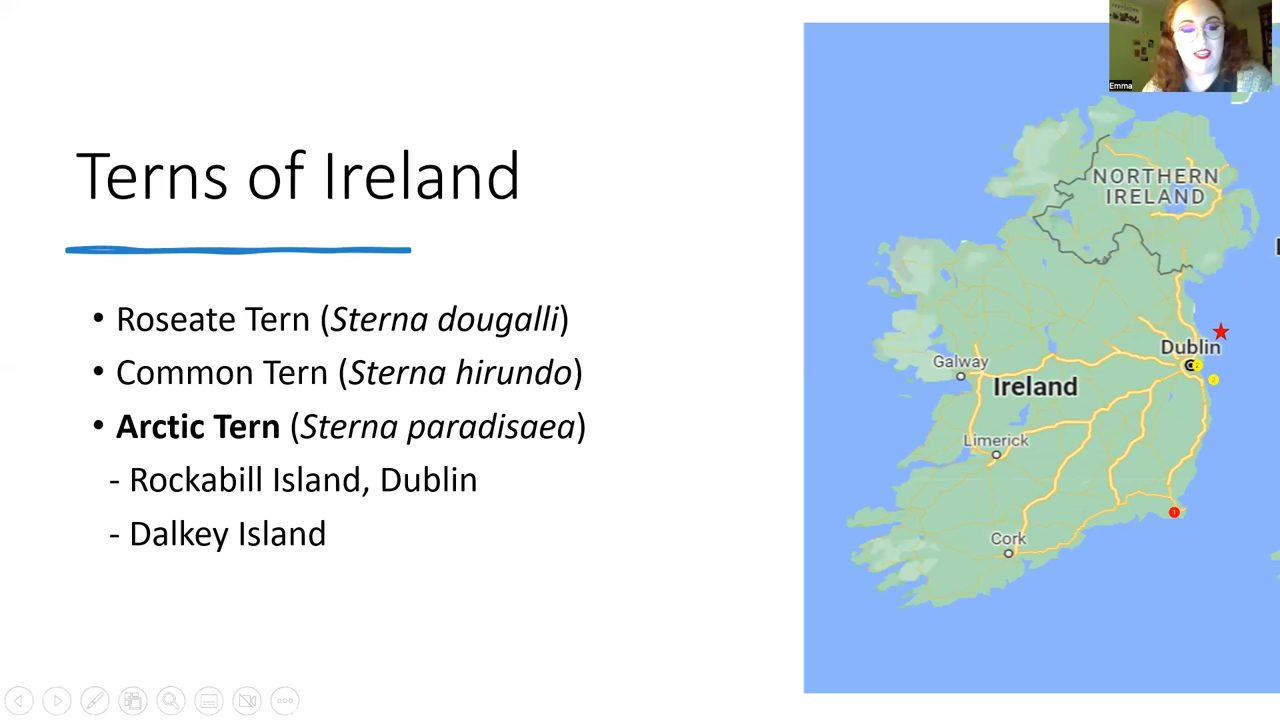 Terns of Ireland
• Roseate Tern (Sterna dougalli)
• Common Tern (Sterna hirundo)
• Arctic Tern (Sterna paradisaea)
- Rockabill Island, Dublin
- Dalkey Island
Emma
NORTHERN
IRELAND
Dublin
Galway
Ireland
Limerick
Cork